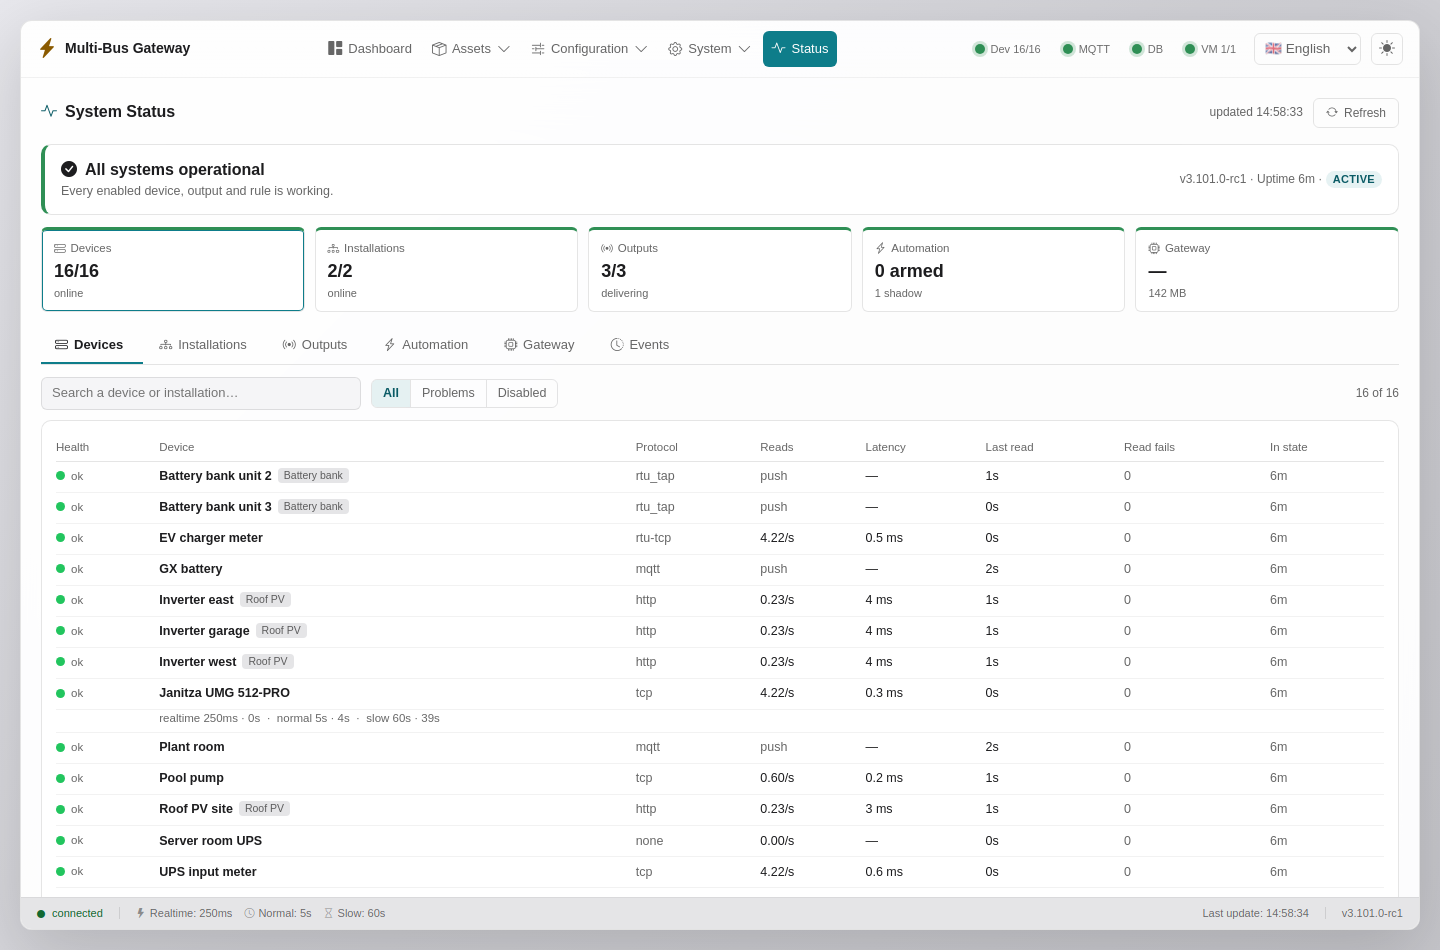 Multi-Bus Gateway
Dashboard Assets Configuration System Status
Dev 16/16 MQTT DB VM 1/1 English
System Status
updated 14:58:33 Refresh
All systems operational
Every enabled device, output and rule is working.
v3.101.0-rc1 · Uptime 6m · ACTIVE
Devices
16/16
online
Installations
2/2
online
Outputs
3/3
delivering
Automation
0 armed
1 shadow
Gateway
—
142 MB
Devices Installations Outputs Automation Gateway Events
Search a device or installation… All Problems Disabled 16 of 16
Health Device Protocol Reads Latency Last read Read fails In state
ok Battery bank unit 2 Battery bank rtu_tap push — 1s 0 6m
ok Battery bank unit 3 Battery bank rtu_tap push — 0s 0 6m
ok EV charger meter rtu-tcp 4.22/s 0.5 ms 0s 0 6m
ok GX battery mqtt push — 2s 0 6m
ok Inverter east Roof PV http 0.23/s 4 ms 1s 0 6m
ok Inverter garage Roof PV http 0.23/s 4 ms 1s 0 6m
ok Inverter west Roof PV http 0.23/s 4 ms 1s 0 6m
ok Janitza UMG 512-PRO tcp 4.22/s 0.3 ms 0s 0 6m
realtime 250ms · 0s · normal 5s · 4s · slow 60s · 39s
ok Plant room mqtt push — 2s 0 6m
ok Pool pump tcp 0.60/s 0.2 ms 1s 0 6m
ok Roof PV site Roof PV http 0.23/s 3 ms 1s 0 6m
ok Server room UPS none 0.00/s — 0s 0 6m
ok UPS input meter tcp 4.22/s 0.6 ms 0s 0 6m
connected Realtime: 250ms Normal: 5s Slow: 60s Last update: 14:58:34 v3.101.0-rc1